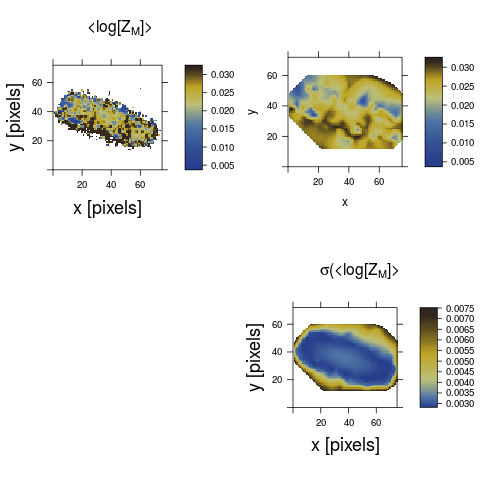 <log[Z_M]>
60
40
20
y [pixels]
20 40 60
x [pixels]
0.030
0.025
0.020
0.015
0.010
0.005
60
40
20
y
20 40 60
x
0.030
0.025
0.020
0.015
0.010
0.005
σ(<log[Z_M]>
60
40
20
y [pixels]
20 40 60
x [pixels]
0.0075
0.0070
0.0065
0.0060
0.0055
0.0050
0.0045
0.0040
0.0035
0.0030